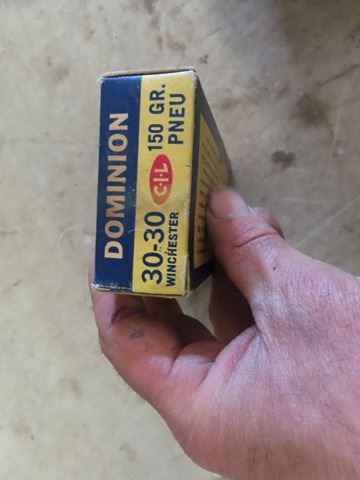 DOMINION
30-30 C-I-L 150 GR.
WINCHESTER PNEU